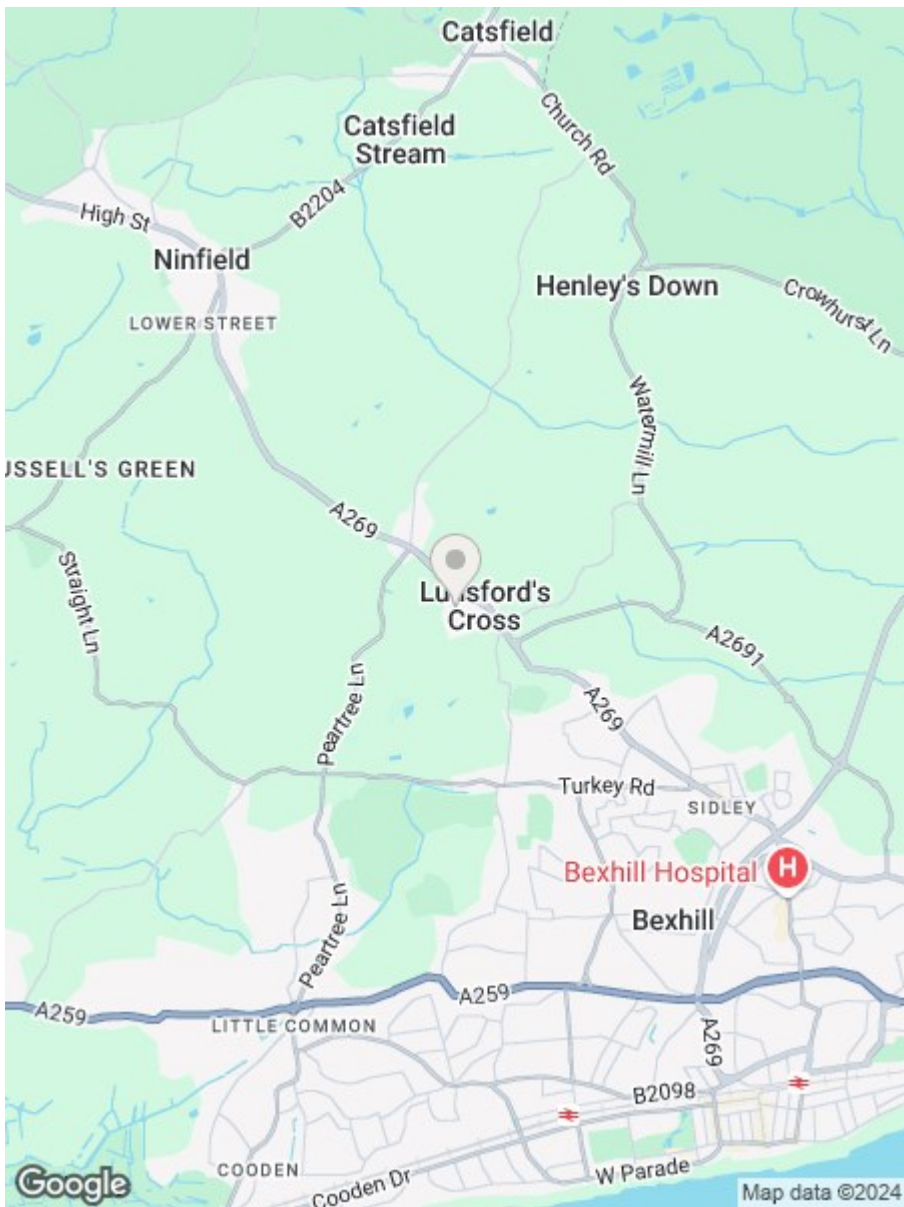 Catsfield
Catsfield
Stream
Church Rd
B2204
High St
Ninfield
Henley's Down
Crowhurst Ln
LOWER STREET
Watermill Ln
USSELL'S GREEN
A269
Straight Ln
Lunsford's
Cross
A2691
Peartree Ln
A269
Turkey Rd
SIDLEY
Bexhill Hospital
H
Bexhill
Peartree Ln
A259
A259
LITTLE COMMON
A269
B2098
COODEN
Cooden Dr
W Parade
Google
Map data ©2024